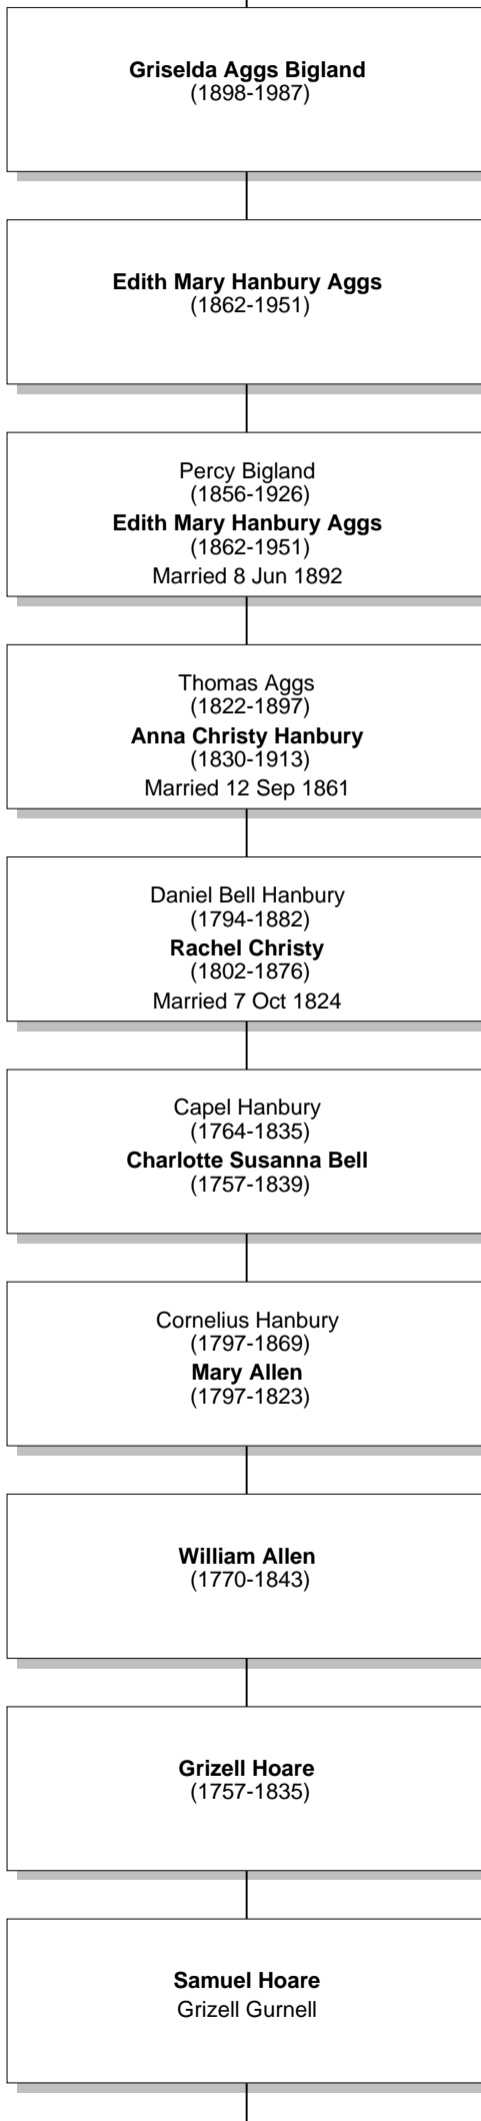 Griselda Aggs Bigland
(1898-1987)
Edith Mary Hanbury Aggs
(1862-1951)
Percy Bigland
(1856-1926)
Edith Mary Hanbury Aggs
(1862-1951)
Married 8 Jun 1892
Thomas Aggs
(1822-1897)
Anna Christy Hanbury
(1830-1913)
Married 12 Sep 1861
Daniel Bell Hanbury
(1794-1882)
Rachel Christy
(1802-1876)
Married 7 Oct 1824
Capel Hanbury
(1764-1835)
Charlotte Susanna Bell
(1757-1839)
Cornelius Hanbury
(1797-1869)
Mary Allen
(1797-1823)
William Allen
(1770-1843)
Grizell Hoare
(1757-1835)
Samuel Hoare
Grizell Gurnell